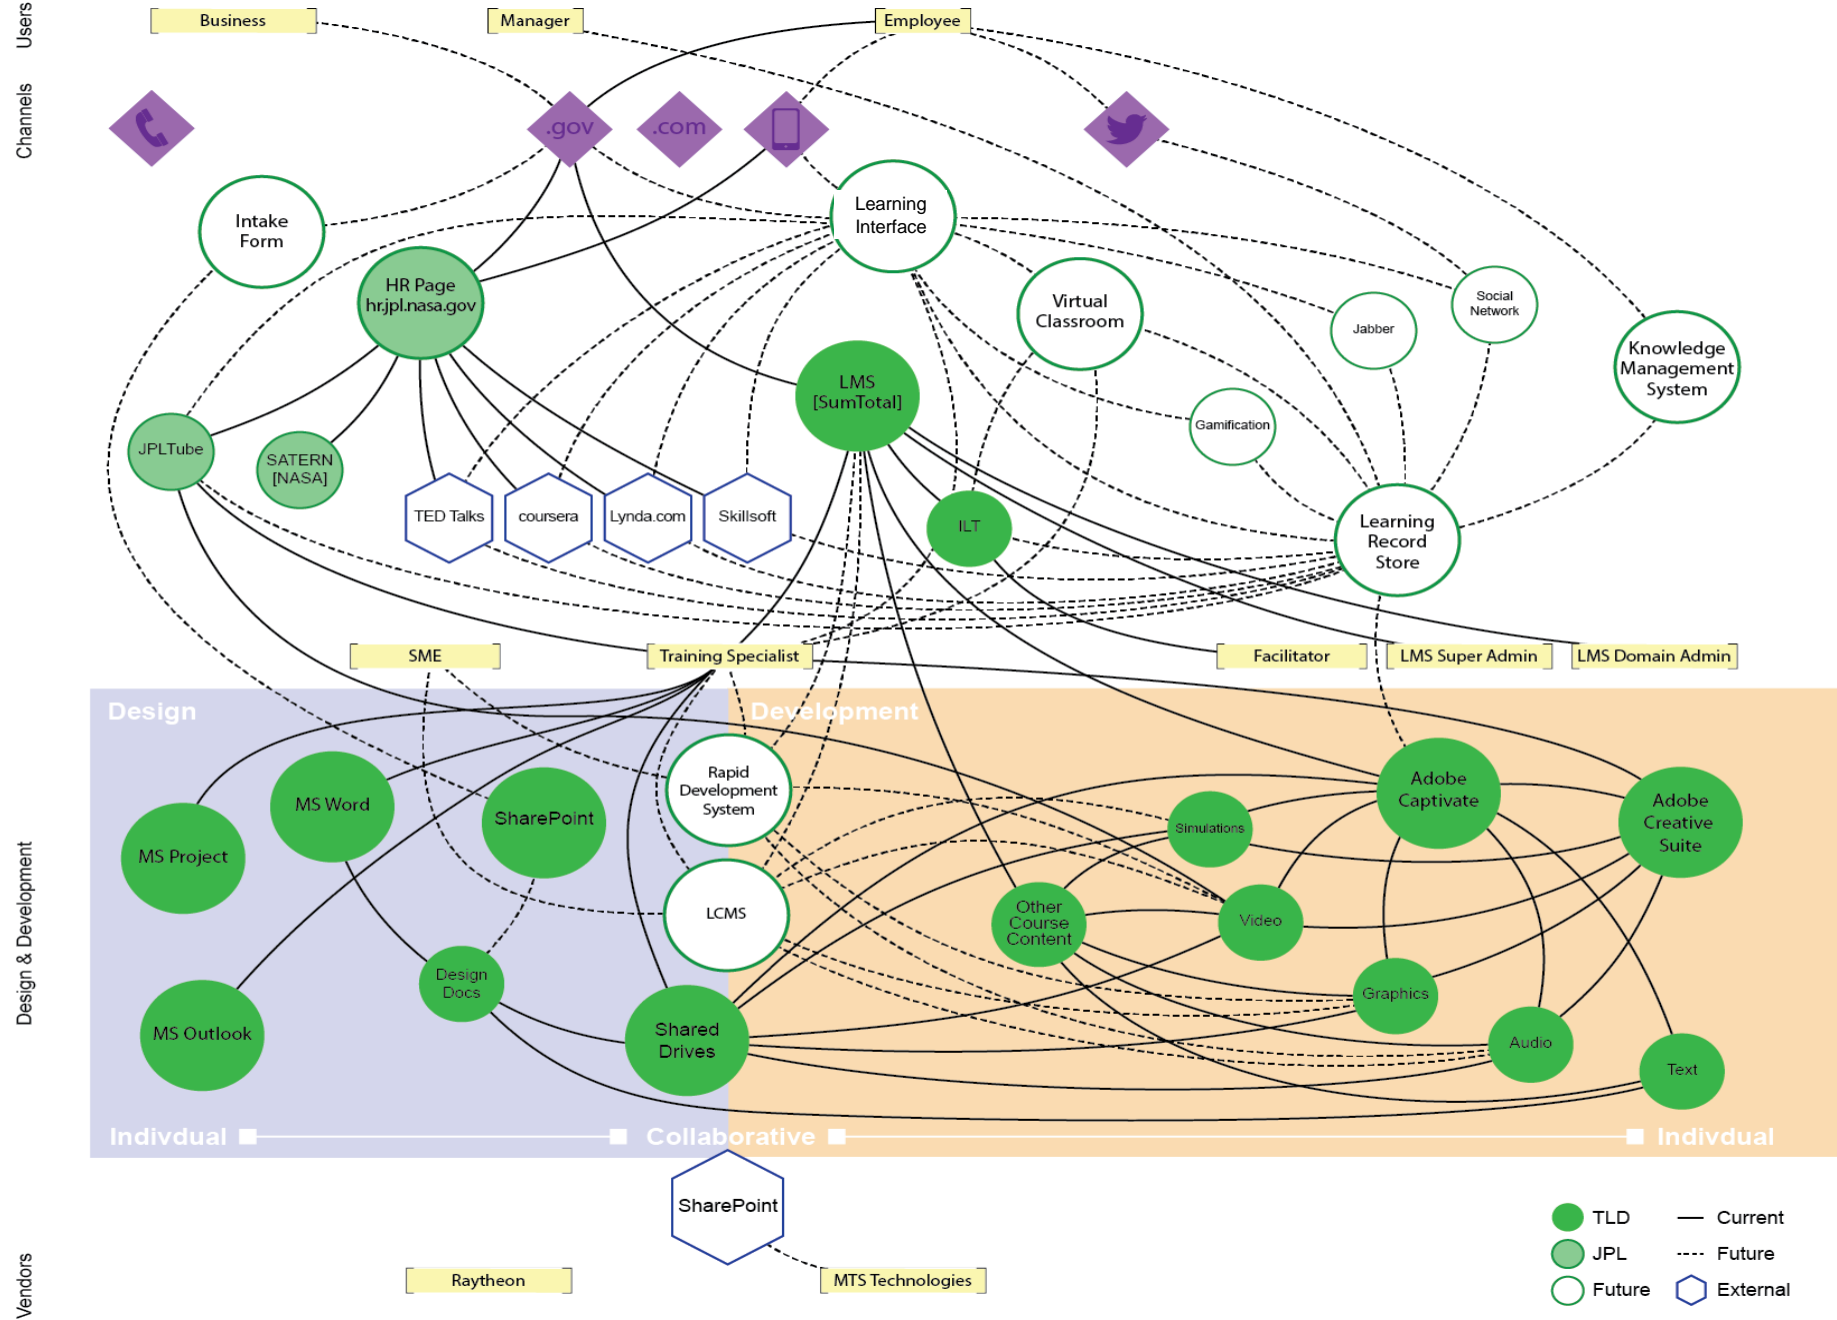 Users
Business
Manager
Employee
Channels
.gov
.com
Intake
Form
Learning
Interface
HR Page
hr.jpl.nasa.gov
Virtual
Classroom
Social
Network
Jabber
Knowledge
Management
System
LMS
[SumTotal]
Gamification
JPLTube
SATERN
[NASA]
TED Talks
coursera
Lynda.com
Skillsoft
ILT
Learning
Record
Store
SME
Training Specialist
Facilitator
LMS Super Admin
LMS Domain Admin
Design
Development
Design & Development
Rapid
Development
System
Adobe
Captivate
Adobe
Creative
Suite
MS Word
SharePoint
MS Project
Simulations
LCMS
Other
Course
Content
Video
Design
Docs
Graphics
MS Outlook
Shared
Drives
Audio
Text
Indivdual
Collaborative
Indivdual
SharePoint
Vendors
Raytheon
MTS Technologies
TLD
Current
JPL
Future
Future
External